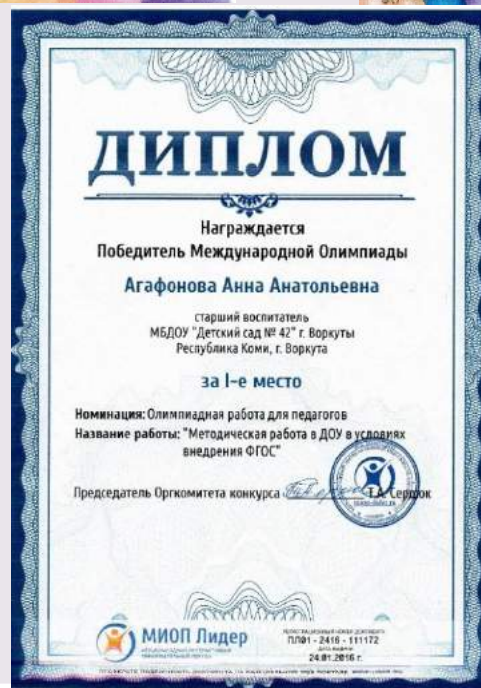 ДИПЛОМ
Награждается
Победитель Международной Олимпиады
Агафонова Анна Анатольевна
старший воспитатель
МБДОУ "Детский сад № 42" г. Воркуты
Республика Коми, г. Воркута
за I-е место
Номинация: Олимпиадная работа для педагогов
Название работы: "Методическая работа в ДОУ в условиях
внедрения ФГОС"
Председатель Оргкомитета конкурса Т.А. Сердюк
МИОП Лидер
ПЛ01 - 2416 - 111172
24.01.2016 г.